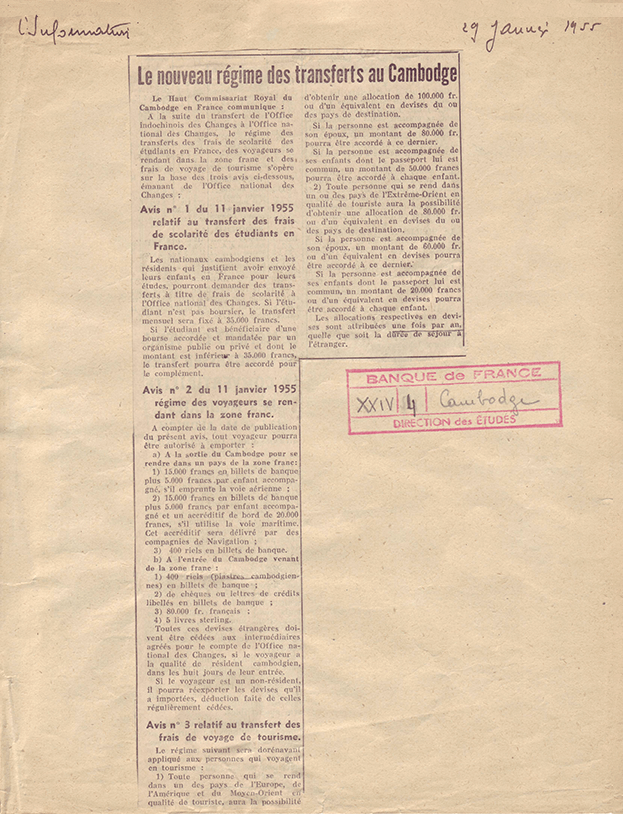 l'Information
29 Janvier 1955
Le nouveau régime des transferts au Cambodge
Le Haut Commissariat Royal du
Cambodge en France communique :
A la suite du transfert de l'Office
Indochinois des Changes à l'Office na-
tional des Changes, le régime des
transferts des frais de scolarité des
étudiants en France, des voyageurs se
rendant dans la zone franc et des
frais de voyage de tourisme s'opère
sur la base des trois avis ci-dessous,
émanant de l'Office national des
Changes :
Avis n° 1 du 11 janvier 1955
relatif au transfert des frais
de scolarité des étudiants en
France.
Les nationaux cambodgiens et les
résidents qui justifient avoir envoyé
leurs enfants en France pour leurs
études, pourront demander des trans-
ferts à titre de frais de scolarité à
l'Office national des Changes. Si l'étu-
diant n'est pas boursier, le transfert
mensuel sera fixé à 35.000 francs.
Si l'étudiant est bénéficiaire d'une
bourse accordée et mandatée par un
organisme public ou privé et dont le
montant est inférieur à 35.000 francs,
le transfert pourra être accordé pour
le complément.
Avis n° 2 du 11 janvier 1955
régime des voyageurs se ren-
dant dans la zone franc.
A compter de la date de publication
du présent avis, tout voyageur pourra
être autorisé à emporter :
a) A la sortie du Cambodge pour se
rendre dans un pays de la zone franc:
1) 15.000 francs en billets de banque
plus 5.000 francs par enfant accompa-
gné, s'il emprunte la voie aérienne ;
2) 15.000 francs en billets de banque
plus 5.000 francs par enfant accompa-
gné et un accréditif de bord de 20.000
francs, s'il utilise la voie maritime.
Cet accréditif sera délivré par des
compagnies de Navigation ;
3) 400 riels en billets de banque.
b) A l'entrée du Cambodge venant
de la zone franc :
1) 400 riels (piastres cambodgien-
nes) en billets de banque ;
2) de chèques ou lettres de crédits
libellés en billets de banque ;
3) 80.000 fr. français ;
4) 5 livres sterling.
Toutes ces devises étrangères doi-
vent être cédées aux intermédiaires
agréés pour le compte de l'Office na-
tional des Changes, si le voyageur a
la qualité de résident cambodgien,
dans les huit jours de leur entrée.
Si le voyageur est un non-résident,
il pourra réexporter les devises qu'il
a importées, déduction faite de celles
régulièrement cédées.
Avis n° 3 relatif au transfert des
frais de voyage de tourisme.
Le régime suivant sera dorénavant
appliqué aux personnes qui voyagent
en tourisme :
1) Toute personne qui se rend
dans un des pays de l'Europe, de
l'Amérique et du Moyen-Orient en
qualité de touriste, aura la possibilité
d'obtenir une allocation de 100.000 fr.
ou d'un équivalent en devises du ou
des pays de destination.
Si la personne est accompagnée de
son époux, un montant de 80.000 fr.
pourra être accordé à ce dernier.
Si la personne est accompagnée de
ses enfants dont le passeport lui est
commun, un montant de 50.000 francs
pourra être accordé à chaque enfant.
2) Toute personne qui se rend dans
un ou des pays de l'Extrême-Orient en
qualité de touriste aura la possibilité
d'obtenir une allocation de 80.000 fr.
ou d'un équivalent en devises du ou
des pays de destination.
Si la personne est accompagnée de
son époux, un montant de 60.000 fr.
ou d'un équivalent en devises pourra
être accordé à ce dernier.
Si la personne est accompagnée de
ses enfants dont le passeport lui est
commun, un montant de 20.000 francs
ou d'un équivalent en devises pourra
être accordé à chaque enfant.
Les allocations respectives en devi-
ses sont attribuées une fois par an,
quelle que soit la durée de séjour à
l'étranger.
BANQUE de FRANCE
XXIV 4 Cambodge
DIRECTION des ÉTUDES